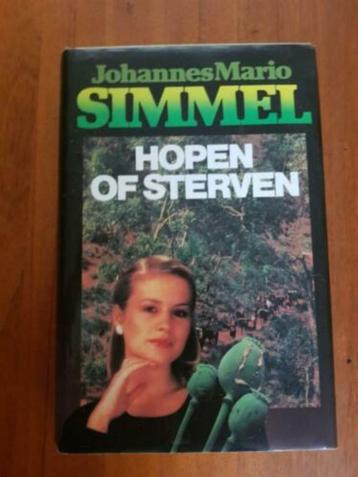 JohannesMario
SIMMEL
HOPEN
OF STERVEN